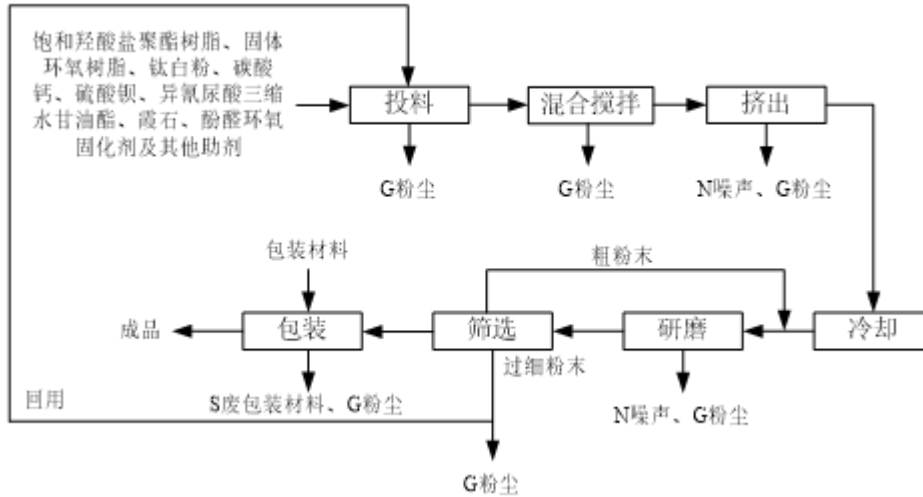 饱和羟酸盐聚酯树脂、固体
环氧树脂、钛白粉、碳酸
钙、硫酸钡、异氰尿酸三缩
水甘油酯、霞石、酚醛环氧
固化剂及其他助剂
投料
混合搅拌
挤出
G粉尘
G粉尘
N噪声、G粉尘
包装材料
粗粉末
成品
包装
筛选
研磨
冷却
过细粉末
回用
S废包装材料、G粉尘
N噪声、G粉尘
G粉尘